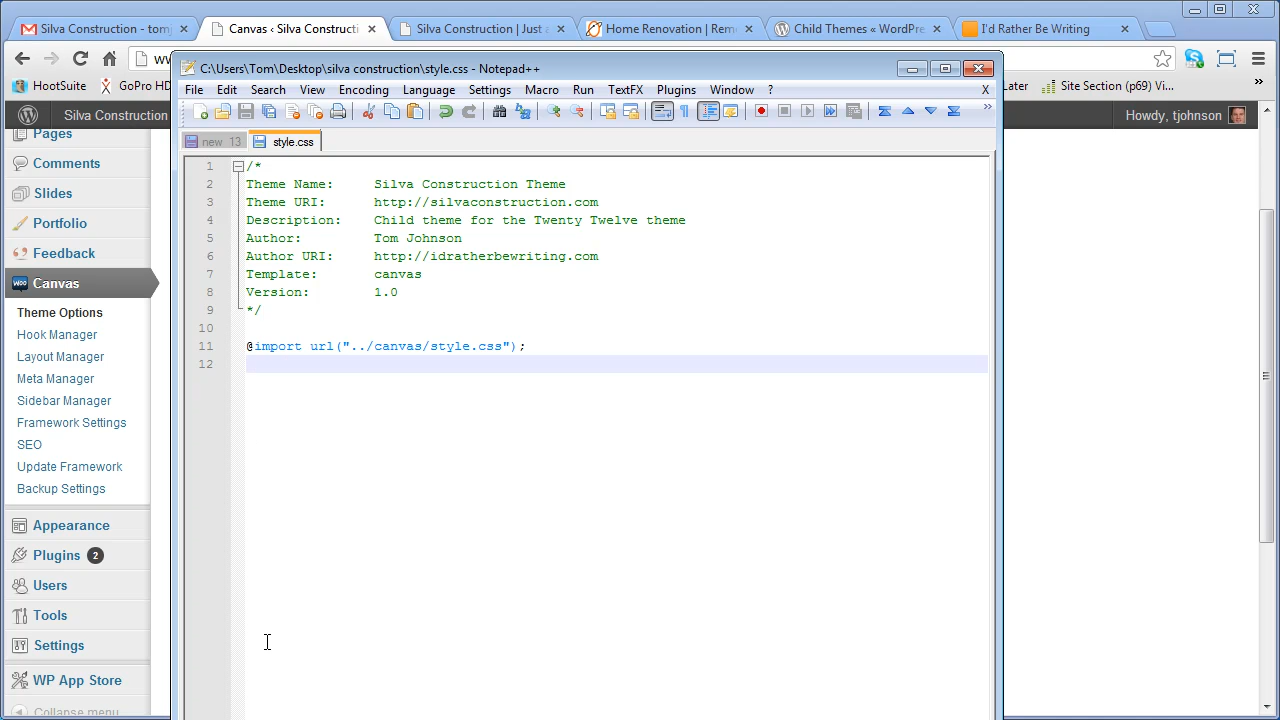 Silva Construction - tom
Canvas ‹ Silva Constructi
Silva Construction | Just a
Home Renovation | Rem
Child Themes « WordPre
I'd Rather Be Writing
ww
HootSuite
GoPro HD
Later
Site Section (p69) Wi...
»
Silva Construction
Howdy, tjohnson
C:\Users\Tom\Desktop\silva construction\style.css - Notepad++
File Edit Search View Encoding Language Settings Macro Run TextFX Plugins Window ? X
new 13
style.css
1 /*
2 Theme Name: Silva Construction Theme
3 Theme URI: http://silvaconstruction.com
4 Description: Child theme for the Twenty Twelve theme
5 Author: Tom Johnson
6 Author URI: http://idratherbewriting.com
7 Template: canvas
8 Version: 1.0
9 */
10
11 @import url("../canvas/style.css");
12
Pages
Comments
Slides
Portfolio
Feedback
woo
Canvas
Theme Options
Hook Manager
Layout Manager
Meta Manager
Sidebar Manager
Framework Settings
SEO
Update Framework
Backup Settings
Appearance
Plugins 2
Users
Tools
Settings
WP App Store
Collapse menu